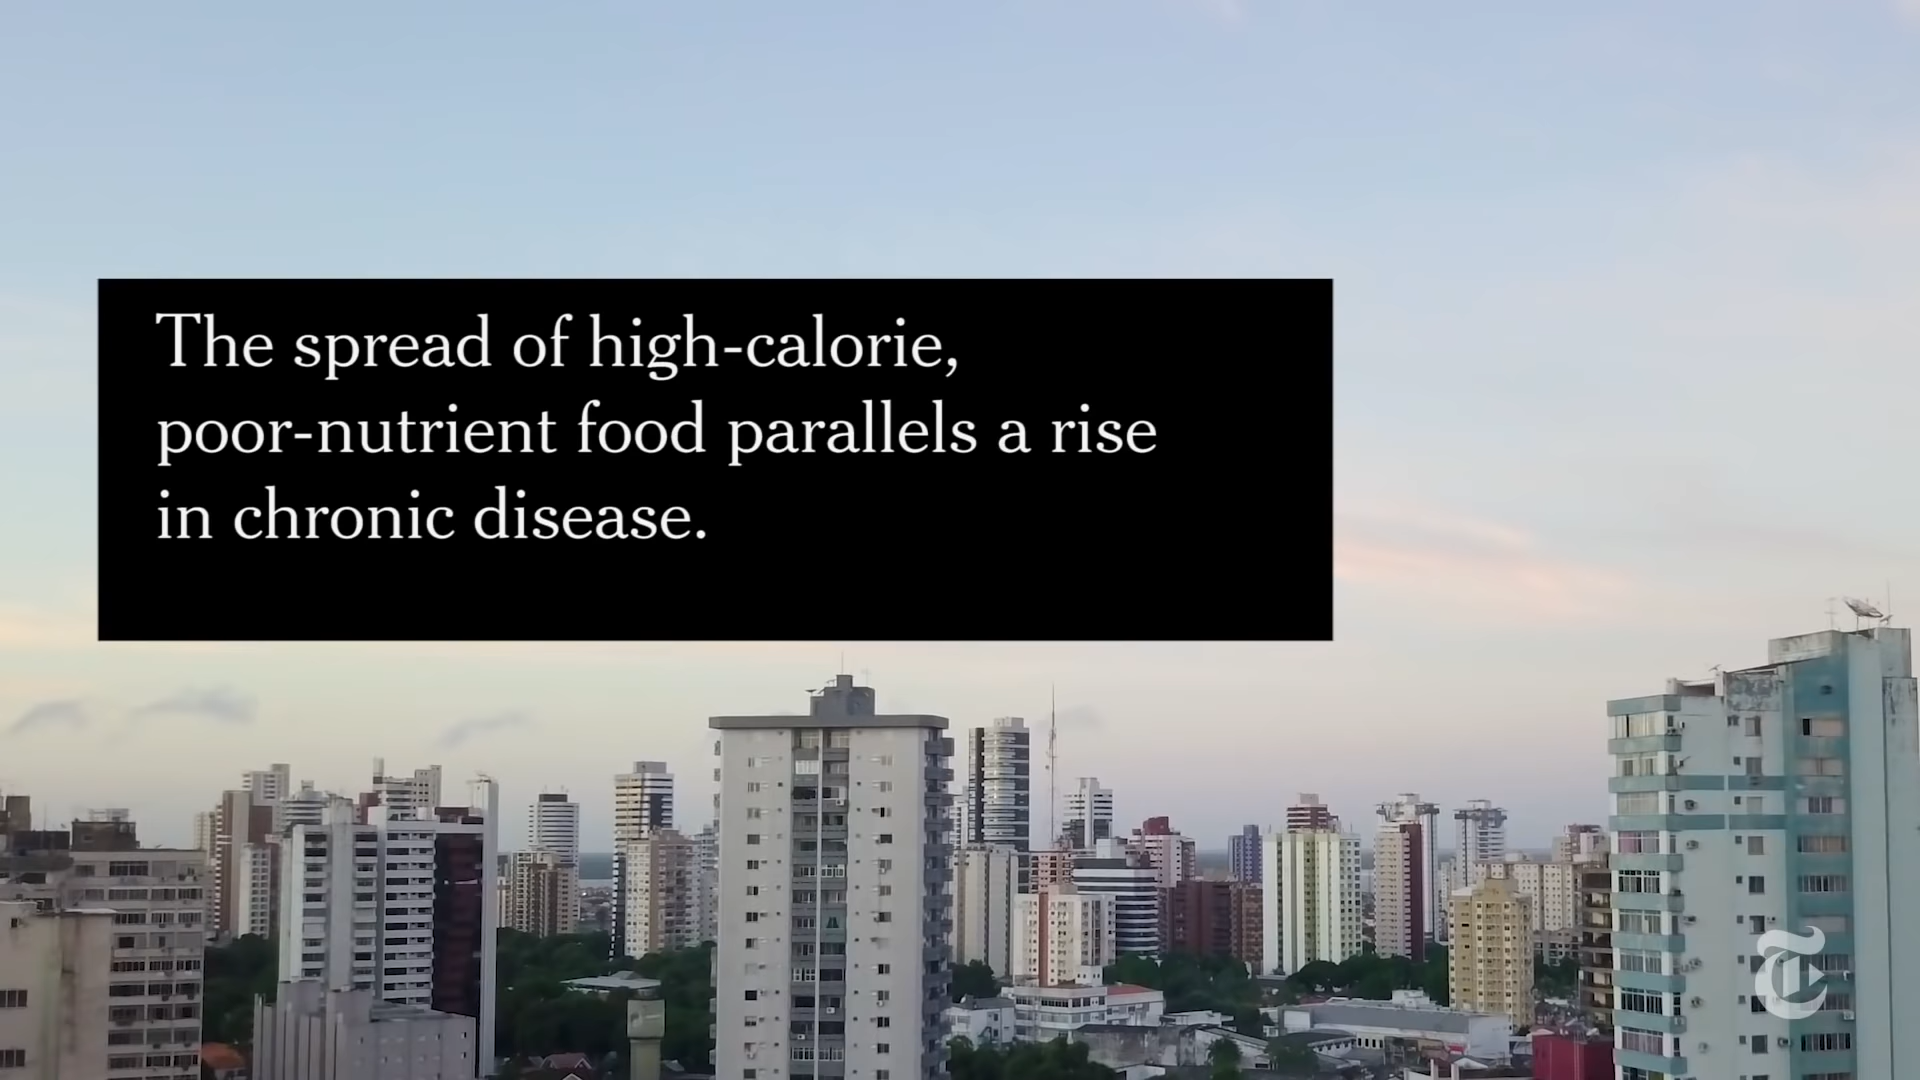 The spread of high-calorie,
poor-nutrient food parallels a rise
in chronic disease.